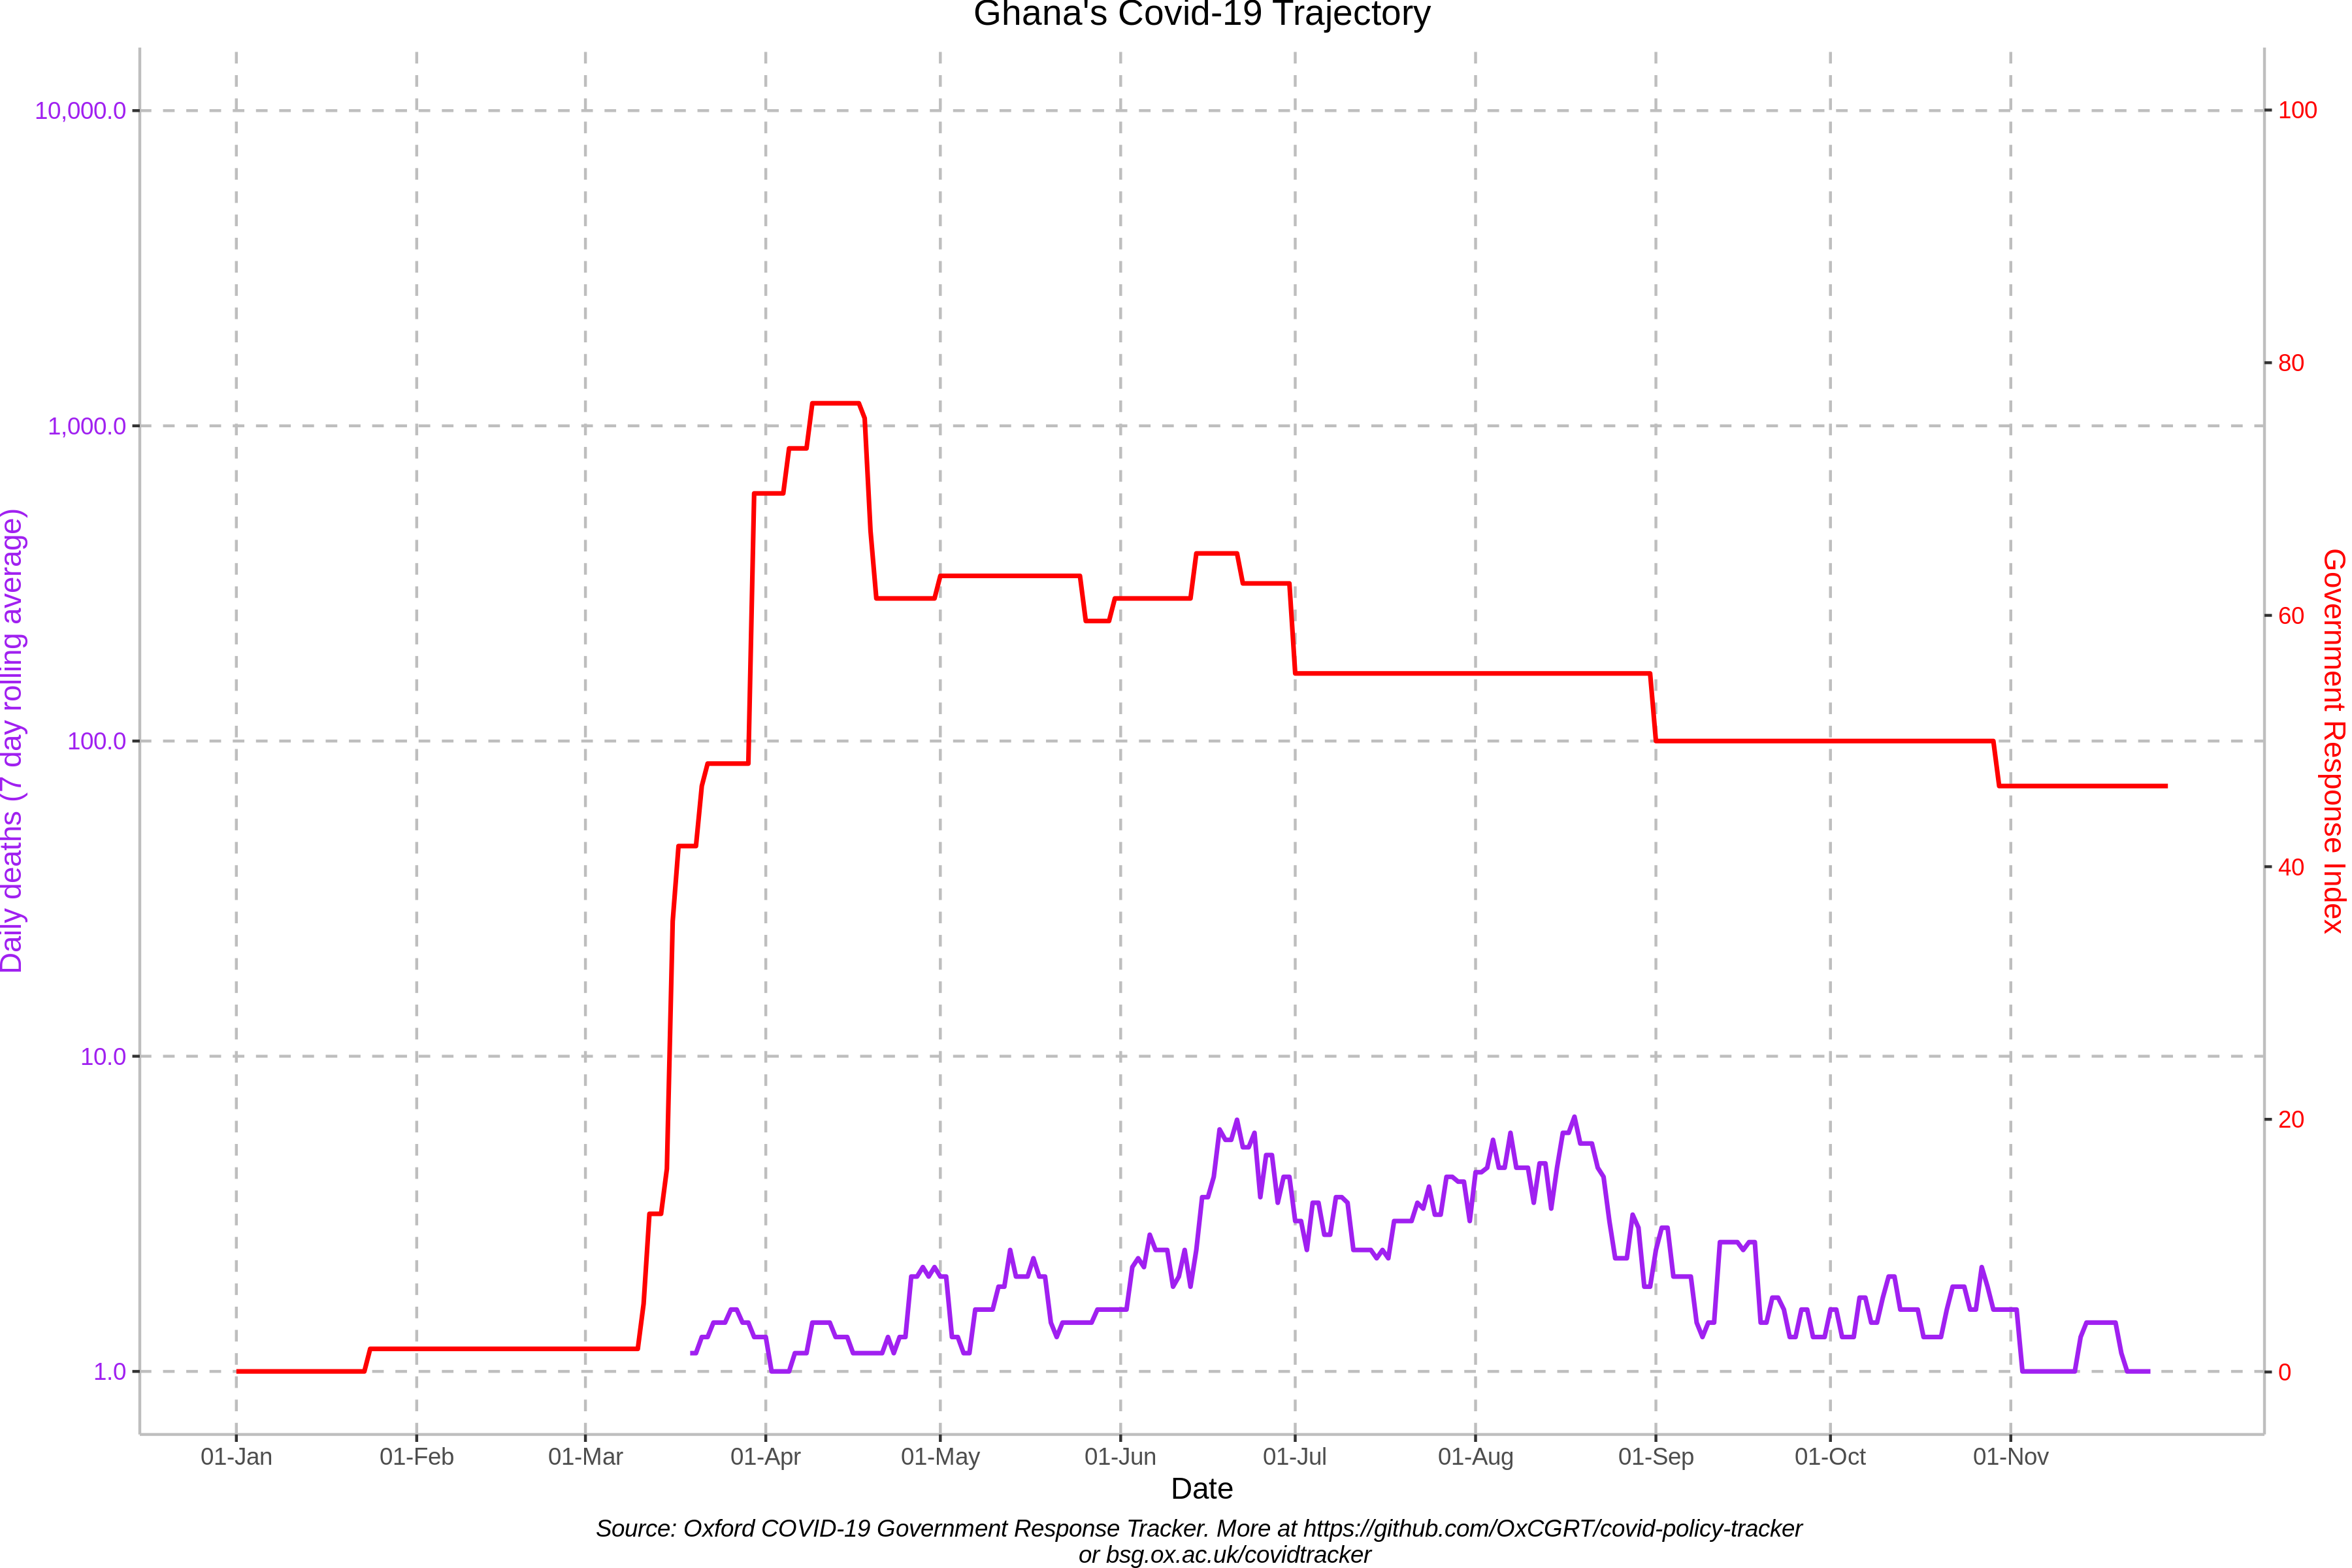 Ghana's Covid-19 Trajectory
10,000.0
1,000.0
100.0
10.0
1.0
Daily deaths (7 day rolling average)
100
80
60
40
20
0
Government Response Index
01-Jan 01-Feb 01-Mar 01-Apr 01-May 01-Jun 01-Jul 01-Aug 01-Sep 01-Oct 01-Nov
Date
Source: Oxford COVID-19 Government Response Tracker. More at https://github.com/OxCGRT/covid-policy-tracker
or bsg.ox.ac.uk/covidtracker